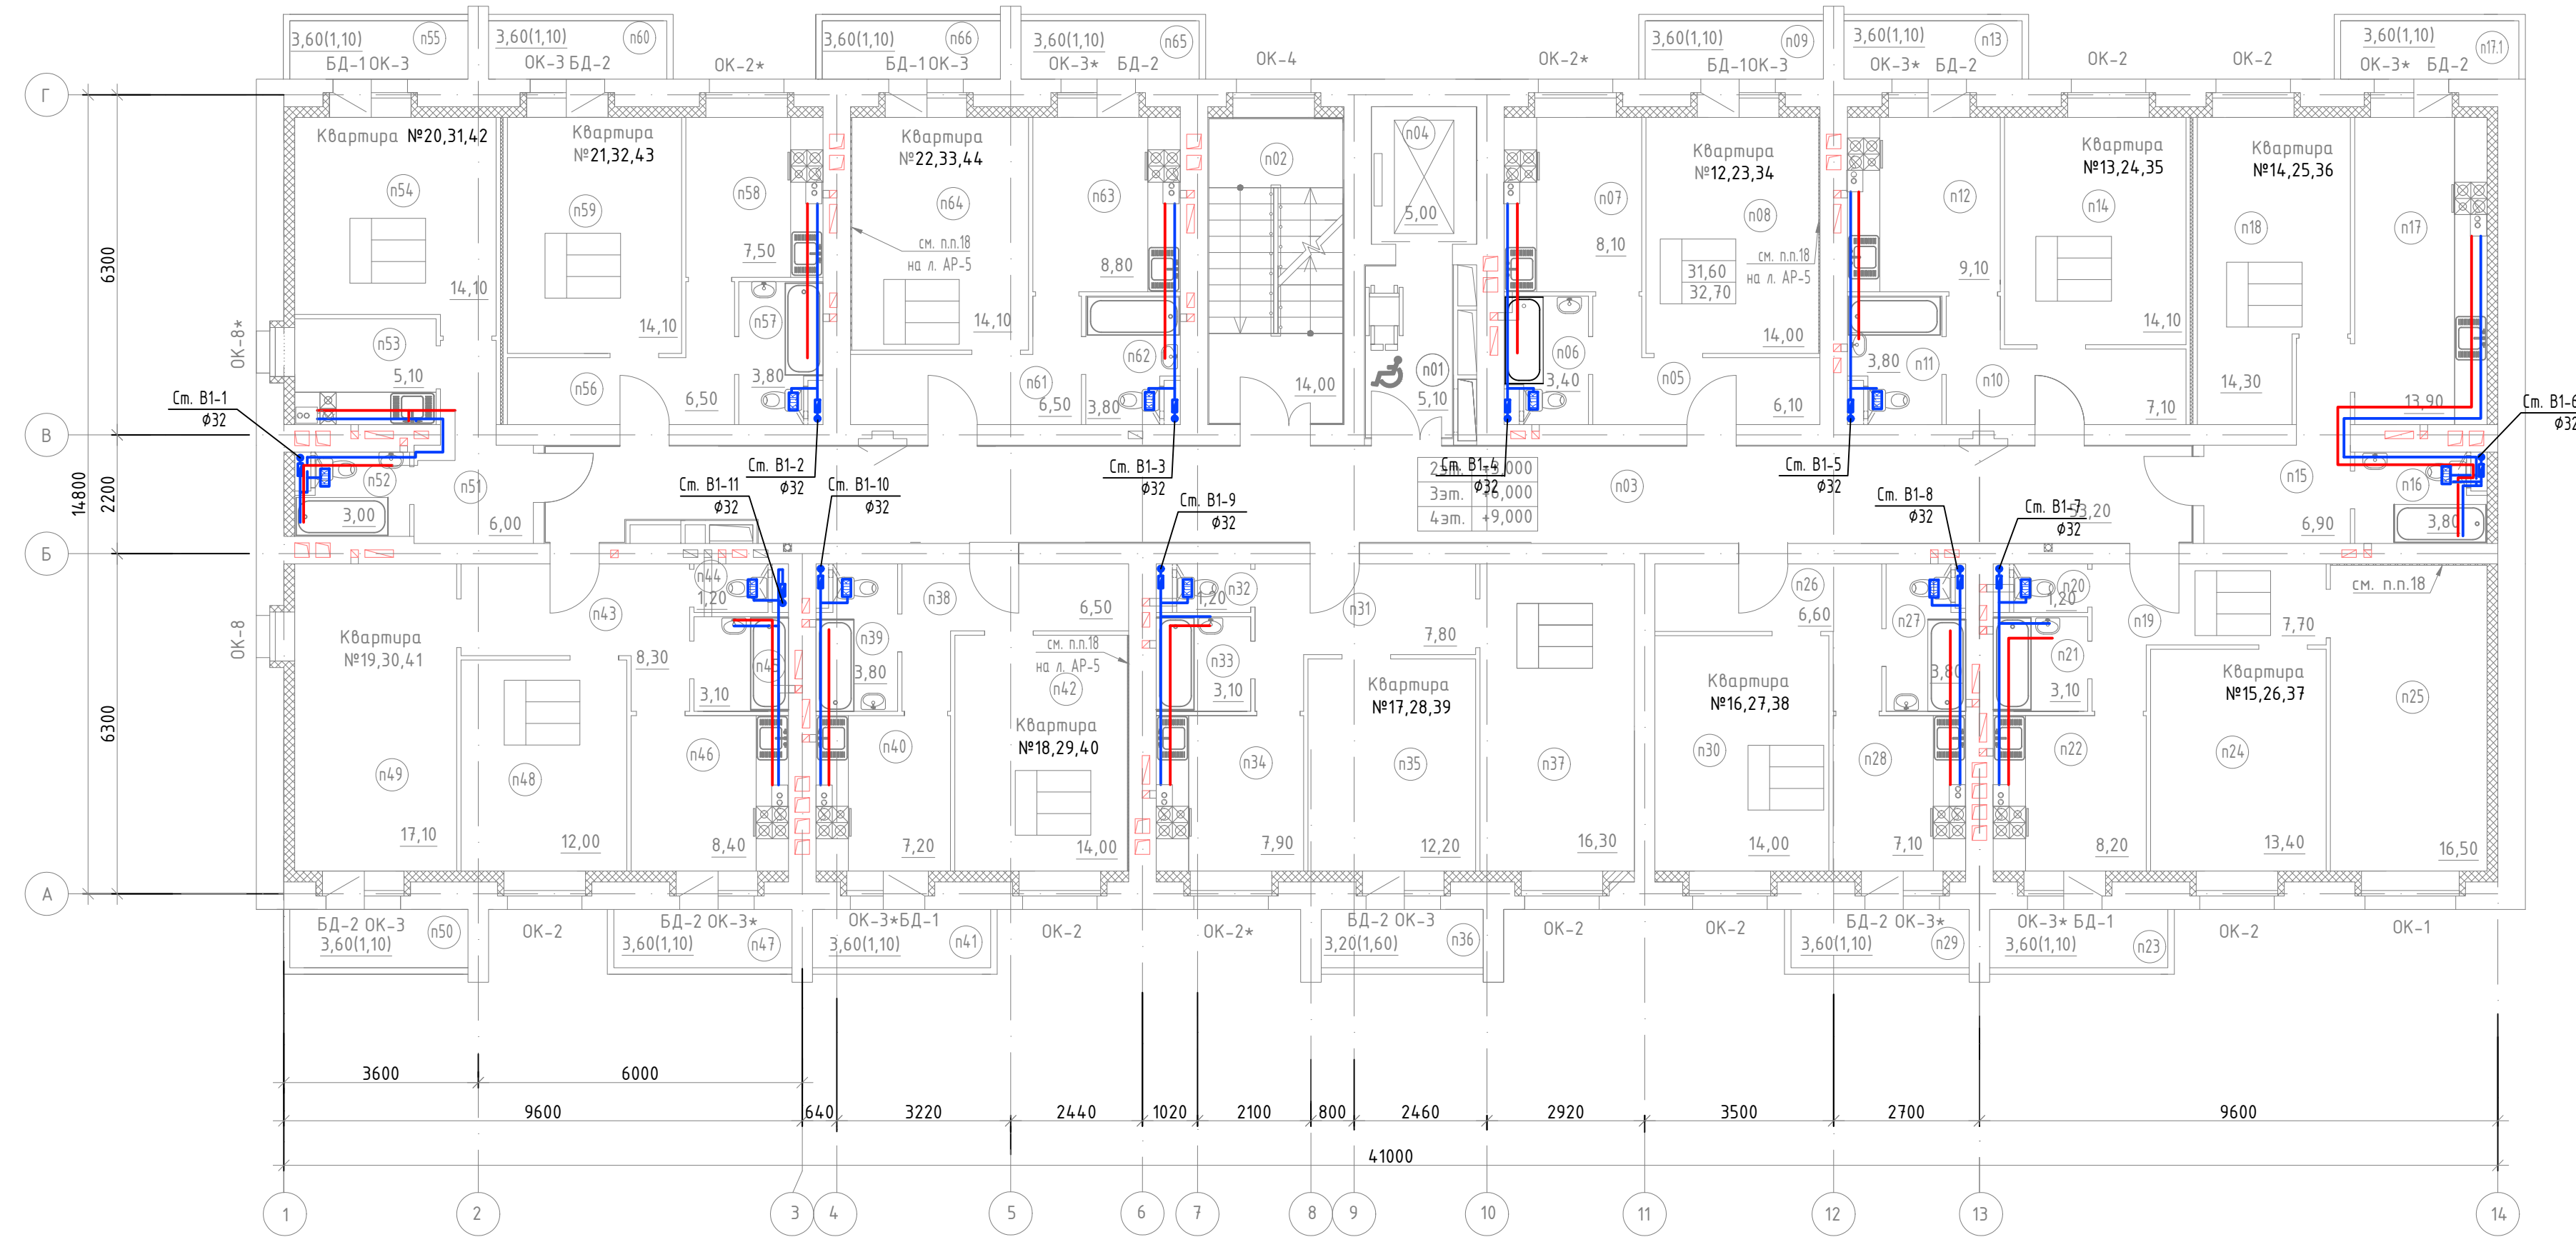 3,60(1,10)
п55
БД-1 ОК-3
3,60(1,10)
п60
ОК-3 БД-2
ОК-2*
3,60(1,10)
п66
БД-1 ОК-3
3,60(1,10)
п65
ОК-3* БД-2
ОК-4
ОК-2*
3,60(1,10)
п09
БД-1 ОК-3
3,60(1,10)
п13
ОК-3* БД-2
ОК-2
ОК-2
3,60(1,10)
п17.1
ОК-3* БД-2
Г
Квартира №20,31,42
Квартира
№21,32,43
Квартира
№22,33,44
Квартира
№12,23,34
Квартира
№13,24,35
Квартира
№14,25,36
п54
п59
п58
п64
п63
п02
п04
п07
п08
п12
п14
п18
п17
5,00
7,50
см. п.п.18
на л. АР-5
8,80
8,10
31,60
32,70
см. п.п.18
на л. АР-5
9,10
6300
14,10
14,10
14,10
14,00
14,10
14,30
13,90
ОК-8*
п53
5,10
п57
3,80
п56
6,50
п62
п61
6,50
3,80
14,00
п01
5,10
п06
3,40
п05
6,10
3,80
п11
п10
7,10
Ст. В1-1
ϕ32
В
Ст. В1-2
ϕ32
Ст. В1-3
ϕ32
Ст. В1-4
ϕ32
Ст. В1-5
ϕ32
Ст. В1-6
ϕ32
14800
2200
п52
п51
3,00
6,00
2эт. +3,000
3эт. +6,000
4эт. +9,000
п03
53,20
п15
п16
6,90
3,80
Ст. В1-11
ϕ32
Ст. В1-10
ϕ32
Ст. В1-9
ϕ32
Ст. В1-8
ϕ32
Ст. В1-7
ϕ32
Б
п44
1,20
п43
п38
6,50
1,20
п32
п31
п26
6,60
п27
п20
1,20
п19
7,70
см. п.п.18
ОК-8
Квартира
№19,30,41
8,30
п45
3,10
п39
3,80
см. п.п.18
на л. АР-5
п42
п33
3,10
7,80
Квартира
№17,28,39
Квартира
№16,27,38
3,80
п21
3,10
Квартира
№15,26,37
п25
6300
п49
п48
п46
п40
Квартира
№18,29,40
п34
п35
п37
п30
п28
п22
п24
17,10
12,00
8,40
7,20
14,00
7,90
12,20
16,30
14,00
7,10
8,20
13,40
16,50
А
БД-2 ОК-3
3,60(1,10)
п50
ОК-2
БД-2 ОК-3*
3,60(1,10)
п47
ОК-3*БД-1
3,60(1,10)
п41
ОК-2
ОК-2*
БД-2 ОК-3
3,20(1,60)
п36
ОК-2
ОК-2
БД-2 ОК-3*
3,60(1,10)
п29
ОК-3* БД-1
3,60(1,10)
п23
ОК-2
ОК-1
3600
6000
9600
640
3220
2440
1020
2100
800
2460
2920
3500
2700
9600
41000
1
2
3
4
5
6
7
8
9
10
11
12
13
14